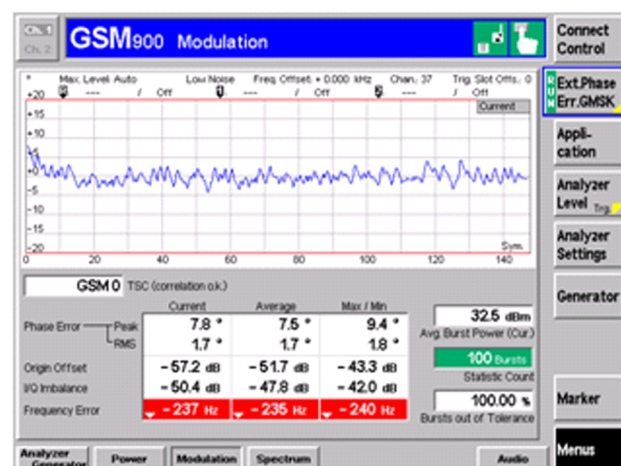 Ch. 1
Ch. 2
GSM900 Modulation
Connect
Control
Max. Level: Auto Low Noise Freq. Offset: + 0.000 kHz Chan.: 37 Trig. Slot Offs.: 0
--- / Off / --- / Off --- / Off
Current
+20
+15
+10
+5
+0
-5
-10
-15
-20
Sym.
0 20 40 60 80 100 120 140
RUN
Ext.Phase
Err.GMSK
Appli-
cation
Analyzer
Level Trg.
Analyzer
Settings
Generator
Marker
Menus
GSM 0 TSC (correlation o.k.)
Current Average Max / Min
Phase Error Peak 7.8 ° 7.5 ° 9.4 °
RMS 1.7 ° 1.7 ° 1.8 °
Origin Offset -57.2 dB -51.7 dB -43.3 dB
I/Q Imbalance -50.4 dB -47.8 dB -42.0 dB
Frequency Error -237 Hz -235 Hz -240 Hz
32.5 dBm
Avg. Burst Power (Cur.)
100 Bursts
Statistic Count
100.00 %
Bursts out of Tolerance
Analyzer
Generator
Power
Modulation
Spectrum
Audio